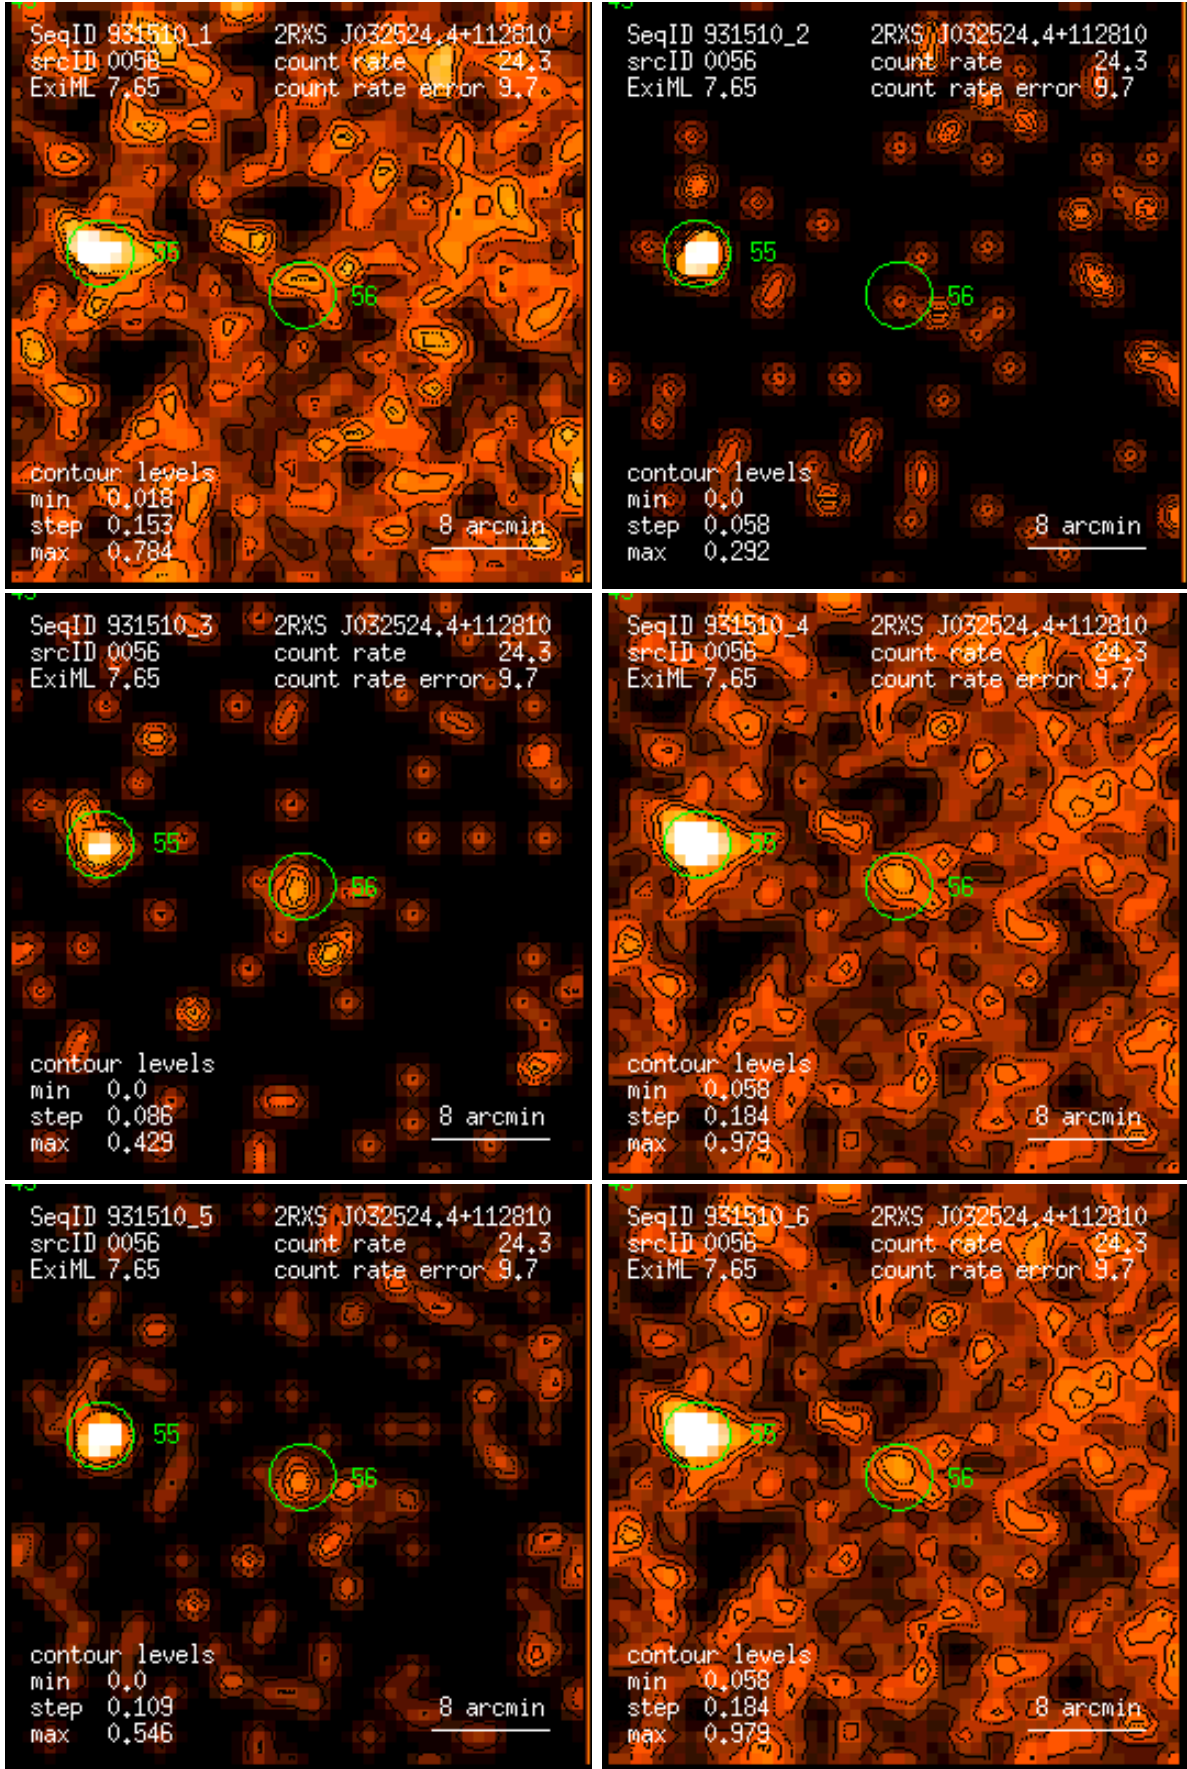 SeqID 931510_1 2RXS J032524.4+112810
srcID 0056 count rate 24.3
ExiML 7.65 count rate error 9.7
55
56
contour levels
min 0.018
step 0.153
max 0.784
8 arcmin
SeqID 931510_2 2RXS J032524.4+112810
srcID 0056 count rate 24.3
ExiML 7.65 count rate error 9.7
55
56
contour levels
min 0.0
step 0.058
max 0.292
8 arcmin
SeqID 931510_3 2RXS J032524.4+112810
srcID 0056 count rate 24.3
ExiML 7.65 count rate error 9.7
55
56
contour levels
min 0.0
step 0.086
max 0.429
8 arcmin
SeqID 931510_4 2RXS J032524.4+112810
srcID 0056 count rate 24.3
ExiML 7.65 count rate error 9.7
55
56
contour levels
min 0.058
step 0.184
max 0.979
8 arcmin
SeqID 931510_5 2RXS J032524.4+112810
srcID 0056 count rate 24.3
ExiML 7.65 count rate error 9.7
55
56
contour levels
min 0.0
step 0.109
max 0.546
8 arcmin
SeqID 931510_6 2RXS J032524.4+112810
srcID 0056 count rate 24.3
ExiML 7.65 count rate error 9.7
55
56
contour levels
min 0.058
step 0.184
max 0.979
8 arcmin